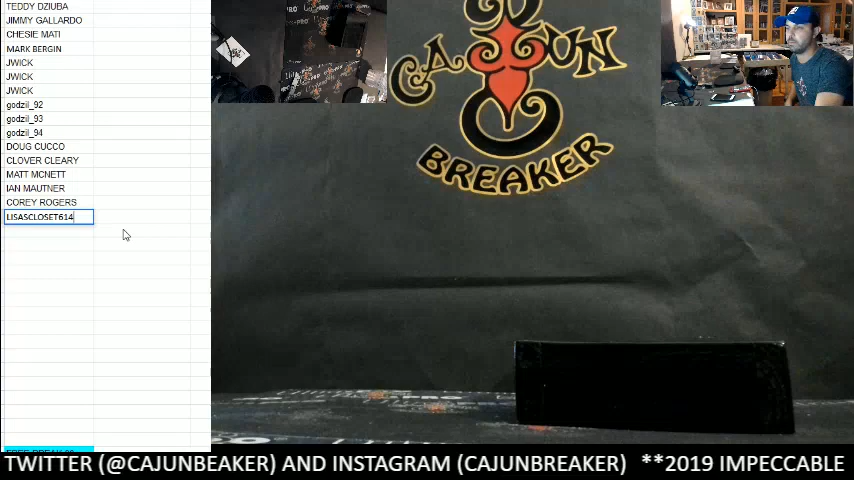 TEDDY DZIUBA
JIMMY GALLARDO
CHESIE MATI
MARK BERGIN
JWICK
JWICK
JWICK
godzil_92
godzil_93
godzil_94
DOUG CUCCO
CLOVER CLEARY
MATT MCNETT
IAN MAUTNER
COREY ROGERS
LISASCLOSET614
CAJUN
BREAKER
TWITTER (@CAJUNBEAKER) AND INSTAGRAM (CAJUNBREAKER) **2019 IMPECCABLE